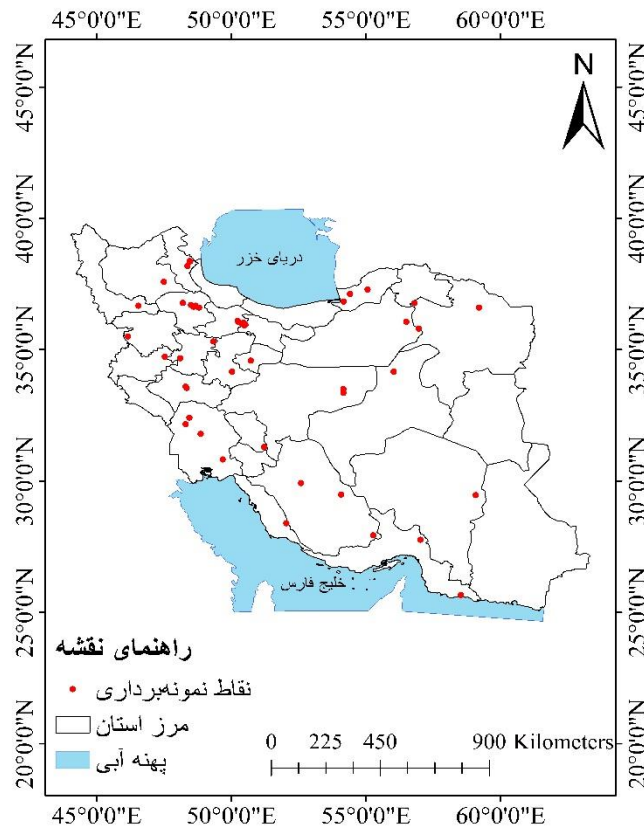 45°0'0"E 50°0'0"E 55°0'0"E 60°0'0"E
N
45°0'0"N 45°0'0"N
40°0'0"N 40°0'0"N
دریای خزر
35°0'0"N 35°0'0"N
30°0'0"N 30°0'0"N
خلیج فارس
25°0'0"N 25°0'0"N
راهنمای نقشه
نقاط نمونه‌برداری
مرز استان
پهنه آبی
0 225 450 900 Kilometers
20°0'0"N 20°0'0"N
45°0'0"E 50°0'0"E 55°0'0"E 60°0'0"E